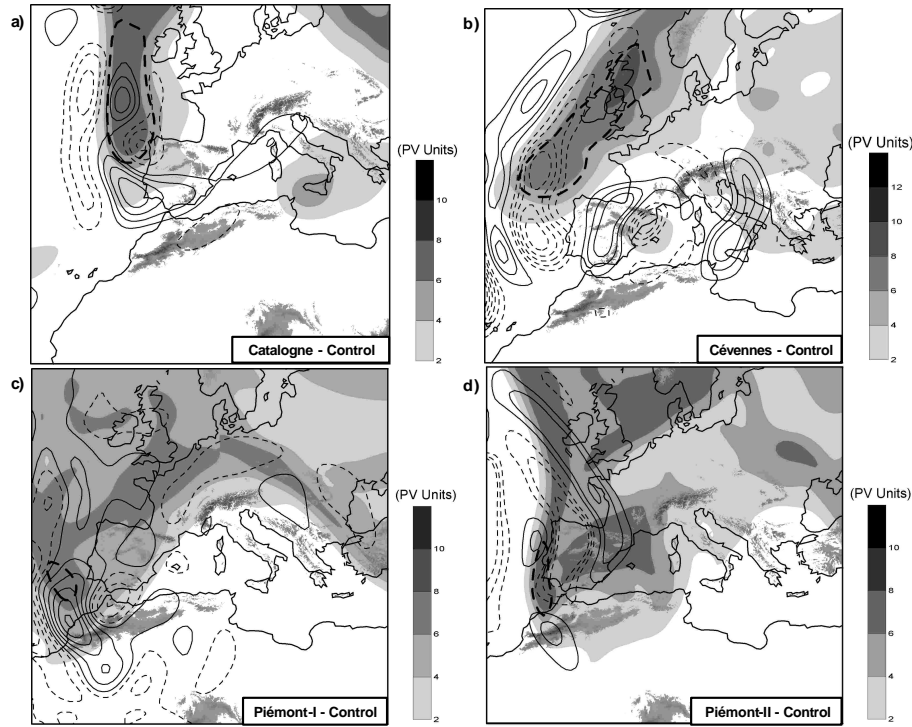 a)
(PV Units)
10
8
6
4
2
Catalogne - Control
b)
(PV Units)
12
10
8
6
4
2
Cévennes - Control
c)
(PV Units)
10
8
6
4
2
Piémont-I - Control
d)
(PV Units)
10
8
6
4
2
Piémont-II - Control